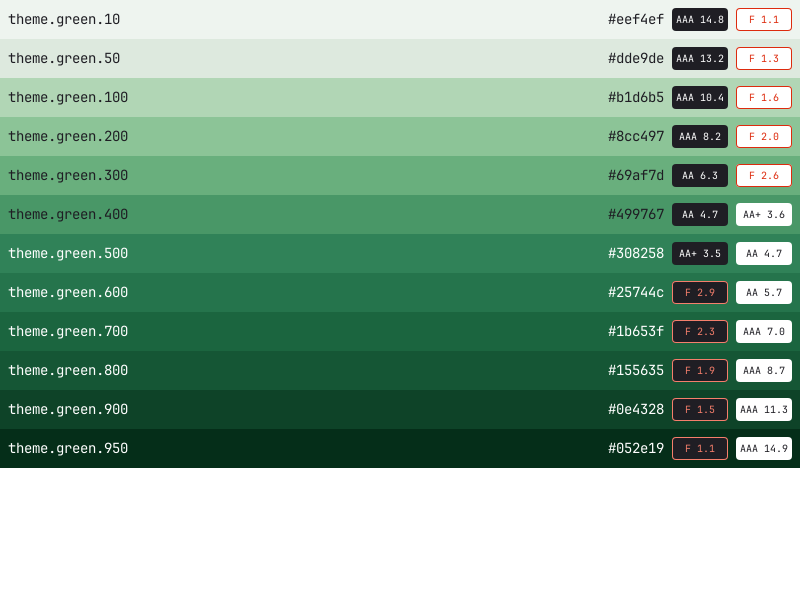 theme.green.10 #eef4ef AAA 14.8 F 1.1
theme.green.50 #dde9de AAA 13.2 F 1.3
theme.green.100 #b1d6b5 AAA 10.4 F 1.6
theme.green.200 #8cc497 AAA 8.2 F 2.0
theme.green.300 #69af7d AA 6.3 F 2.6
theme.green.400 #499767 AA 4.7 AA+ 3.6
theme.green.500 #308258 AA+ 3.5 AA 4.7
theme.green.600 #25744c F 2.9 AA 5.7
theme.green.700 #1b653f F 2.3 AAA 7.0
theme.green.800 #155635 F 1.9 AAA 8.7
theme.green.900 #0e4328 F 1.5 AAA 11.3
theme.green.950 #052e19 F 1.1 AAA 14.9